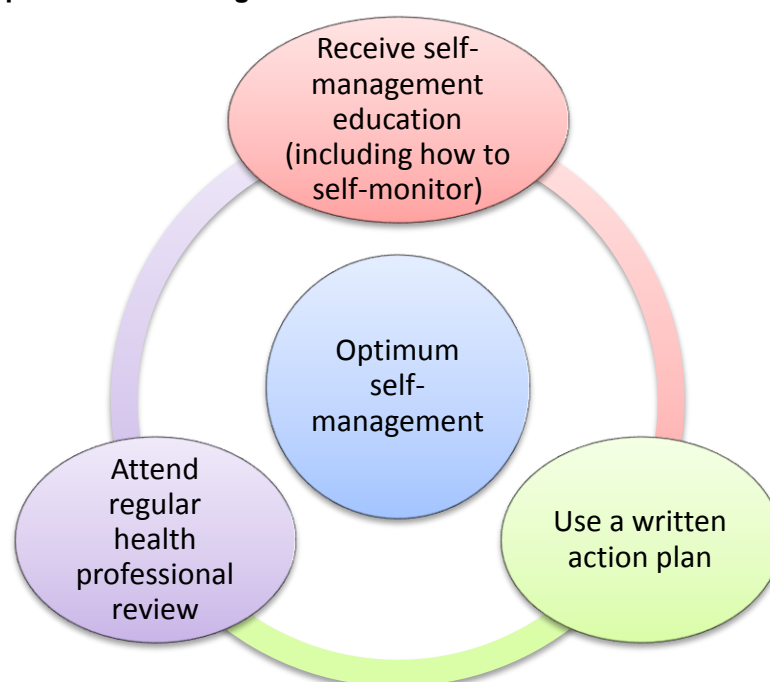 Receive self-
management
education
(including how to
self-monitor)
Optimum
self-
management
Attend
regular
health
professional
review
Use a written
action plan